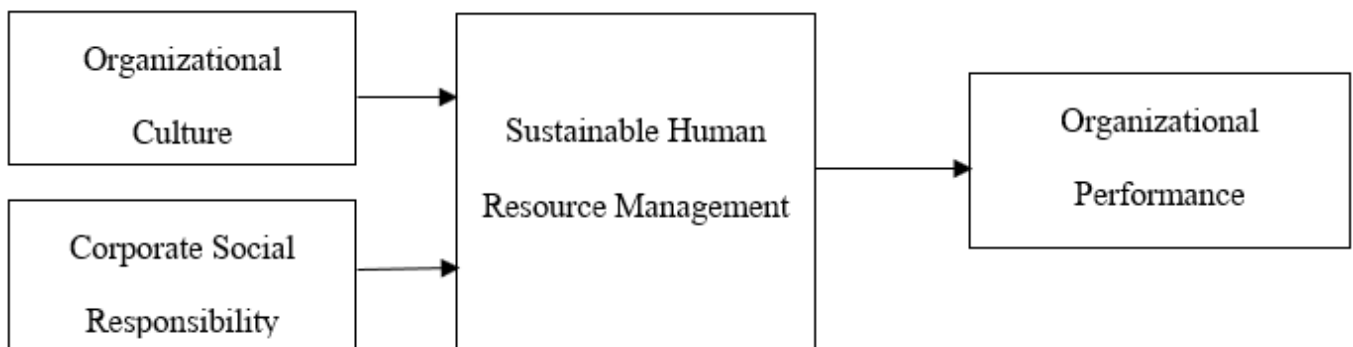 Organizational
Culture
Corporate Social
Responsibility
Sustainable Human
Resource Management
Organizational
Performance